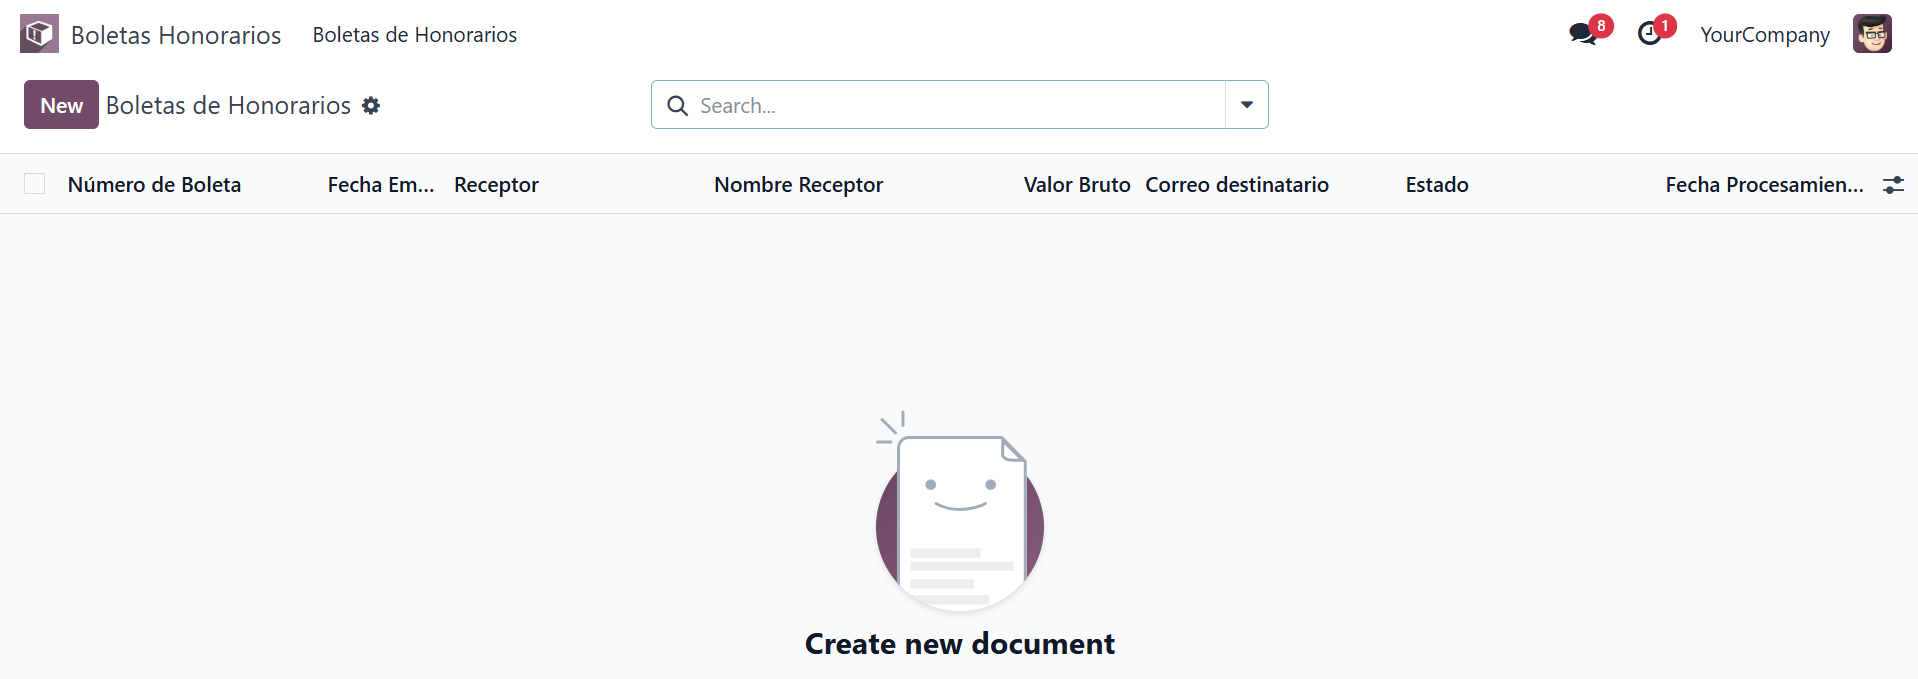 Boletas Honorarios Boletas de Honorarios 8 1 YourCompany
New Boletas de Honorarios Search...
Número de Boleta Fecha Em... Receptor Nombre Receptor Valor Bruto Correo destinatario Estado Fecha Procesamien...
Create new document